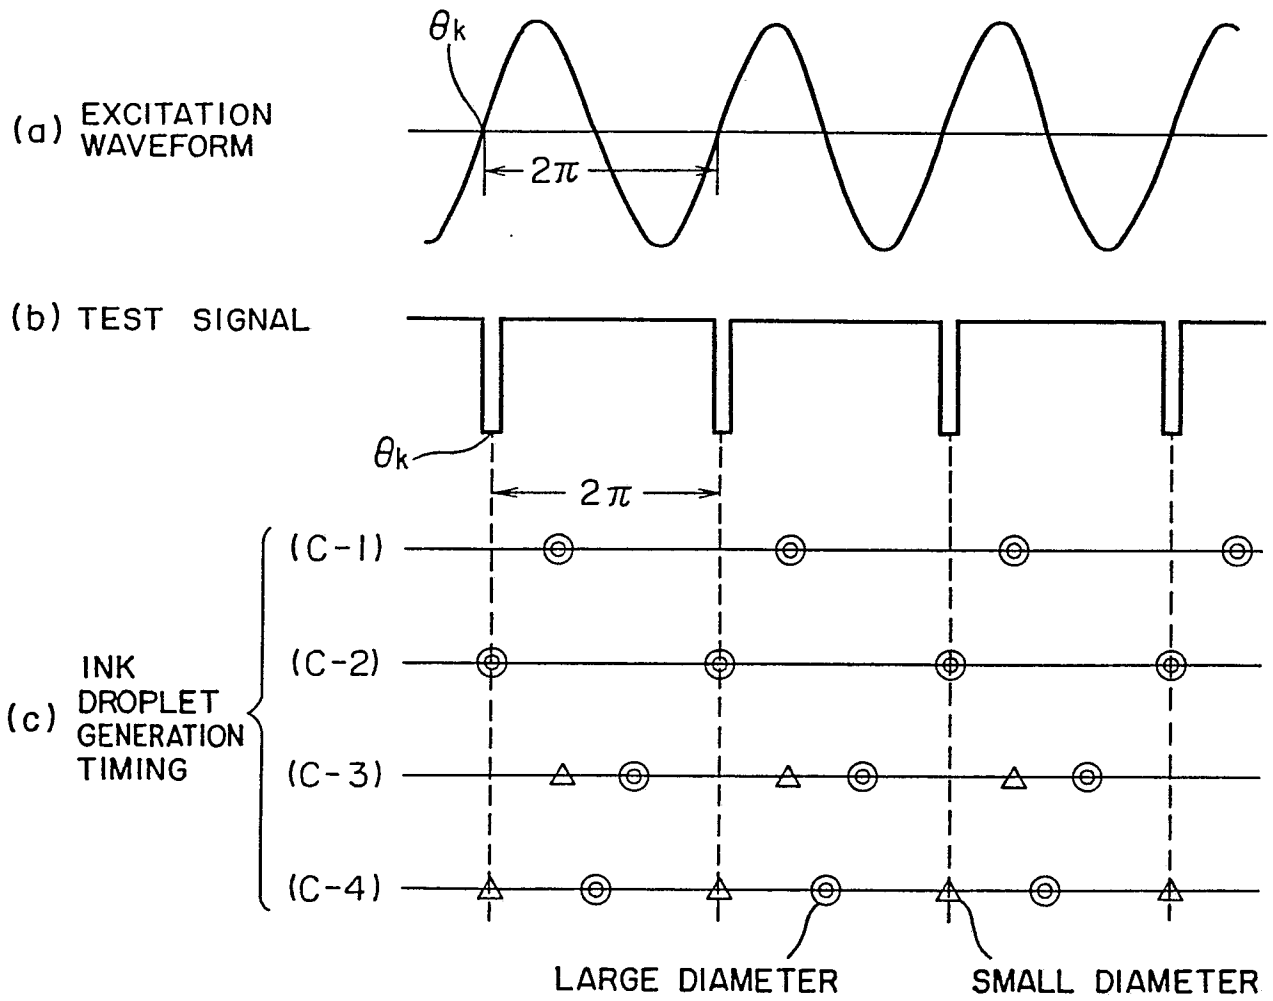 θk
(a) EXCITATION
WAVEFORM
2π
(b) TEST SIGNAL
θk
2π
(C-1)
(C-2)
(c) INK
DROPLET
GENERATION
TIMING
(C-3)
(C-4)
LARGE DIAMETER
SMALL DIAMETER